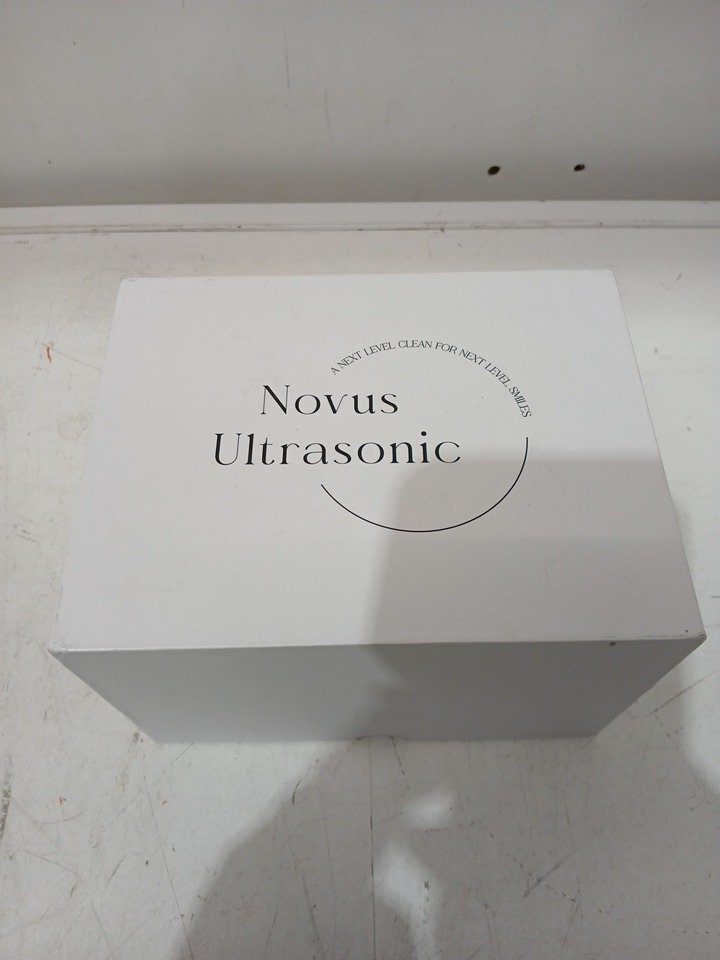 A NEXT LEVEL CLEAN FOR NEXT LEVEL SMILES
Novus
Ultrasonic